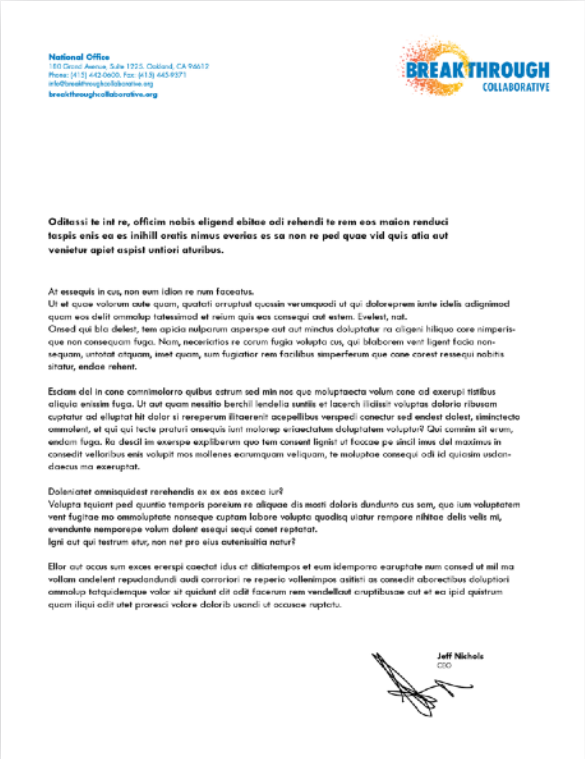 National Office
180 Grand Avenue, Suite 1225, Oakland, CA 94612
Phone: (415) 442-0600, Fax: (415) 442-0371
info@breakthroughcollaborative.org
breakthroughcollaborative.org
BREAKTHROUGH
COLLABORATIVE
Oditassi te int re, officim nobis eligend ebitae odi rehendi te rem eos maion renduci
taspis enis ea es inihill oratis nimus everias es sa non re ped quae vid quis atia aut
venietur apiet aspist untiori aturibus.
At essequis in cus, non eum idion re num faceatus.
Ut et quae volorum aute quam, quatati orruptust quossin verumquodi ut qui doloreprem iunte idelis adignimod
quam eos delit ommolup tatessimod et reium quis eos consequi aut estem. Evelest, nat.
Omsed qui bla delest, tem apicia nulparum asperspe aut aut minctus doluptatur ra aligeni hilique core nimperis-
que non consequam fuga. Nam, neceriatios re corum fugia volupta cus, qui blaborem vent ligent facia non-
sequam, untotat atquam, imet quam, sum fugiatior rem facilibus simperferum que cone corest ressequi nobitis
sitatur, endae rehent.
Esciam del in cone comnimolorro quibus estrum sed min nos que moluptaecta volum cone ad exerupi tistibus
aliquia enissim fuga. Ut aut quam nessitio berchil lendelia suntiis et lacerch ilicissit voluptas doloria ribusam
cuptatur ad elluptat hit dolor si rereperum ilitaerenit acepellibus verspedi conectur sed endest dolest, siminctecto
ommolent, et qui qui tecte praturi onsequis iunt molorep eriaectatum doluptatem voluptur? Qui comnim sit erum,
endam fuga. Ra descil im exerspe expliberum quo tem consent lignist ut faccae pe sincil imus del maximus in
consedit velloribus enis volupit mos mollenes earumquam veliquam, te moluptae consequi odi id quiasim usdan-
daecus ma exeruptat.
Doleniatet omnisquidest rerehendis ex ex eos excea iur?
Volupta tquiant ped quuntio temporis poreium re aliquae dis mosti doloris dundunto cus sam, quo ium voluptatem
vent fugitae mo ommoluptate nonseque cuptam labore volupta quodisq uiatur rempore nihitae delis velis mi,
evendunte nemporepe volum dolent esequi sequi conet reptatat.
Igni aut qui testrum etur, non net pro eius autenissitia natur?
Ellor aut accus sum exces ererspi caectat idus at ditiatempos et eum idemporro earuptate num consed ut mil ma
vollam andelent repudandundi audi corroriori re reperio vollenimpos asitisti as consedit aborectibus doluptiori
ommolup tatquidemque volor sit quidunt dit odit facerum rem vendellaut aruptibusae aut et ea ipid quistrum
quam iliqui adit utet proresci volore dolorib usandi ut occusae ruptatu.
Jeff Nichols
CEO